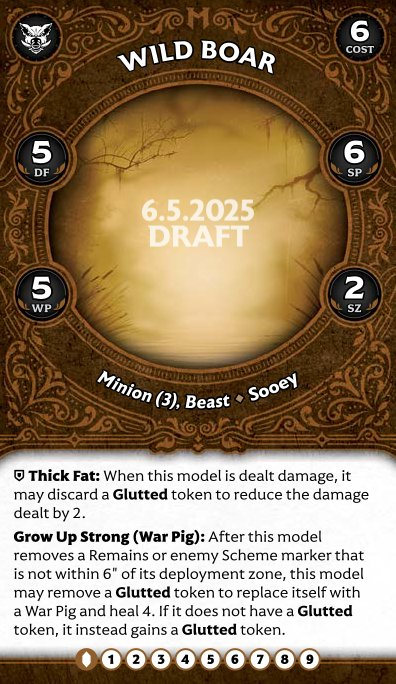 WILD BOAR
6
COST
5
DF
6
SP
6.5.2025
DRAFT
5
WP
2
SZ
Minion (3), Beast ♦ Sooey
Thick Fat: When this model is dealt damage, it
may discard a Glutted token to reduce the damage
dealt by 2.
Grow Up Strong (War Pig): After this model
removes a Remains or enemy Scheme marker that
is not within 6" of its deployment zone, this model
may remove a Glutted token to replace itself with
a War Pig and heal 4. If it does not have a Glutted
token, it instead gains a Glutted token.
1 2 3 4 5 6 7 8 9